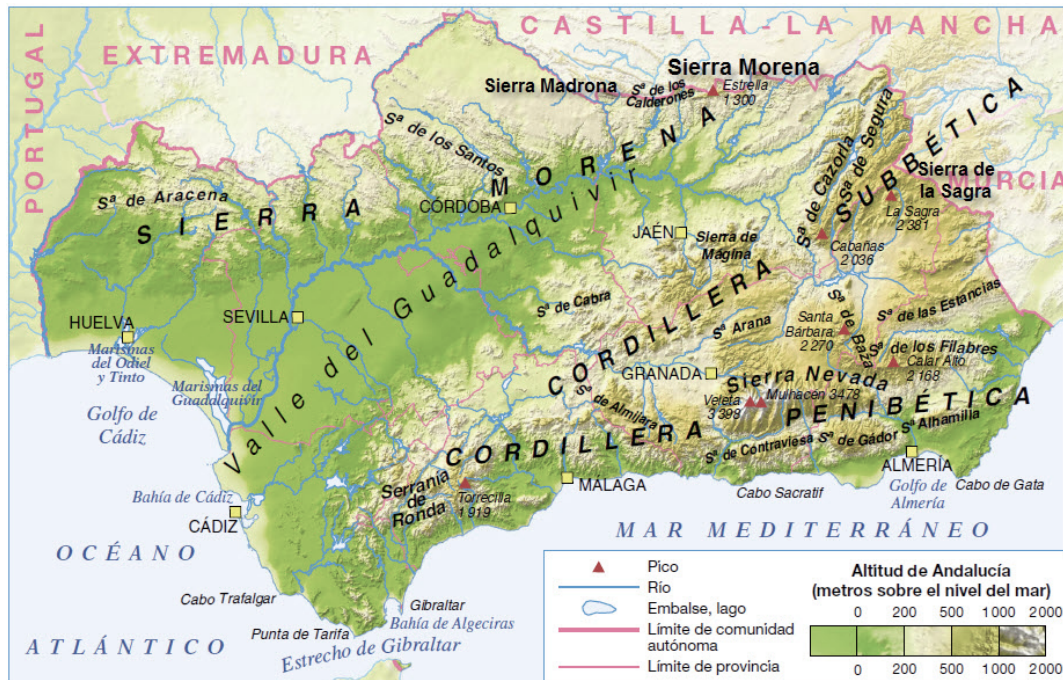 CASTILLA-LA MANCHA
EXTREMADURA
PORTUGAL
Sierra Morena
Sierra Madrona
Sª de los
Calderones
Estrella
1 300
Sª de los Santos
SIERRA MORENA
Sª de Aracena
CÓRDOBA
Valle del Guadalquivir
JAÉN
Sierra de
Mágina
Sª de Cazorla
Sª de Segura
CORDILLERA SUBBÉTICA
Sierra de
la Sagra
MURCIA
La Sagra
2 381
Cabañas
2 036
Sª de Cabra
HUELVA
SEVILLA
Marismas
del Odiel
y Tinto
Marismas del
Guadalquivir
Golfo de
Cádiz
Sª Arana
Santa
Bárbara
2 270
Sª de Baza
Sª de las Estancias
Sª de los Filabres
Calar Alto
2 168
GRANADA
Sierra Nevada
Veleta
3 398
Mulhacén 3478
Sª de Almijara
CORDILLERA PENIBÉTICA
Sª Alhamilla
Sª de Contraviesa
Sª de Gádor
Serranía
de
Ronda
Torrecilla
1 919
MÁLAGA
ALMERÍA
Golfo de
Almería
Cabo de Gata
Cabo Sacratif
Bahía de Cádiz
CÁDIZ
MAR MEDITERRÁNEO
OCÉANO
ATLÁNTICO
Cabo Trafalgar
Gibraltar
Bahía de Algeciras
Punta de Tarifa
Estrecho de Gibraltar
Pico
Río
Embalse, lago
Límite de comunidad
autónoma
Límite de provincia
Altitud de Andalucía
(metros sobre el nivel del mar)
0 200 500 1000 2000
0 200 500 1000 2000